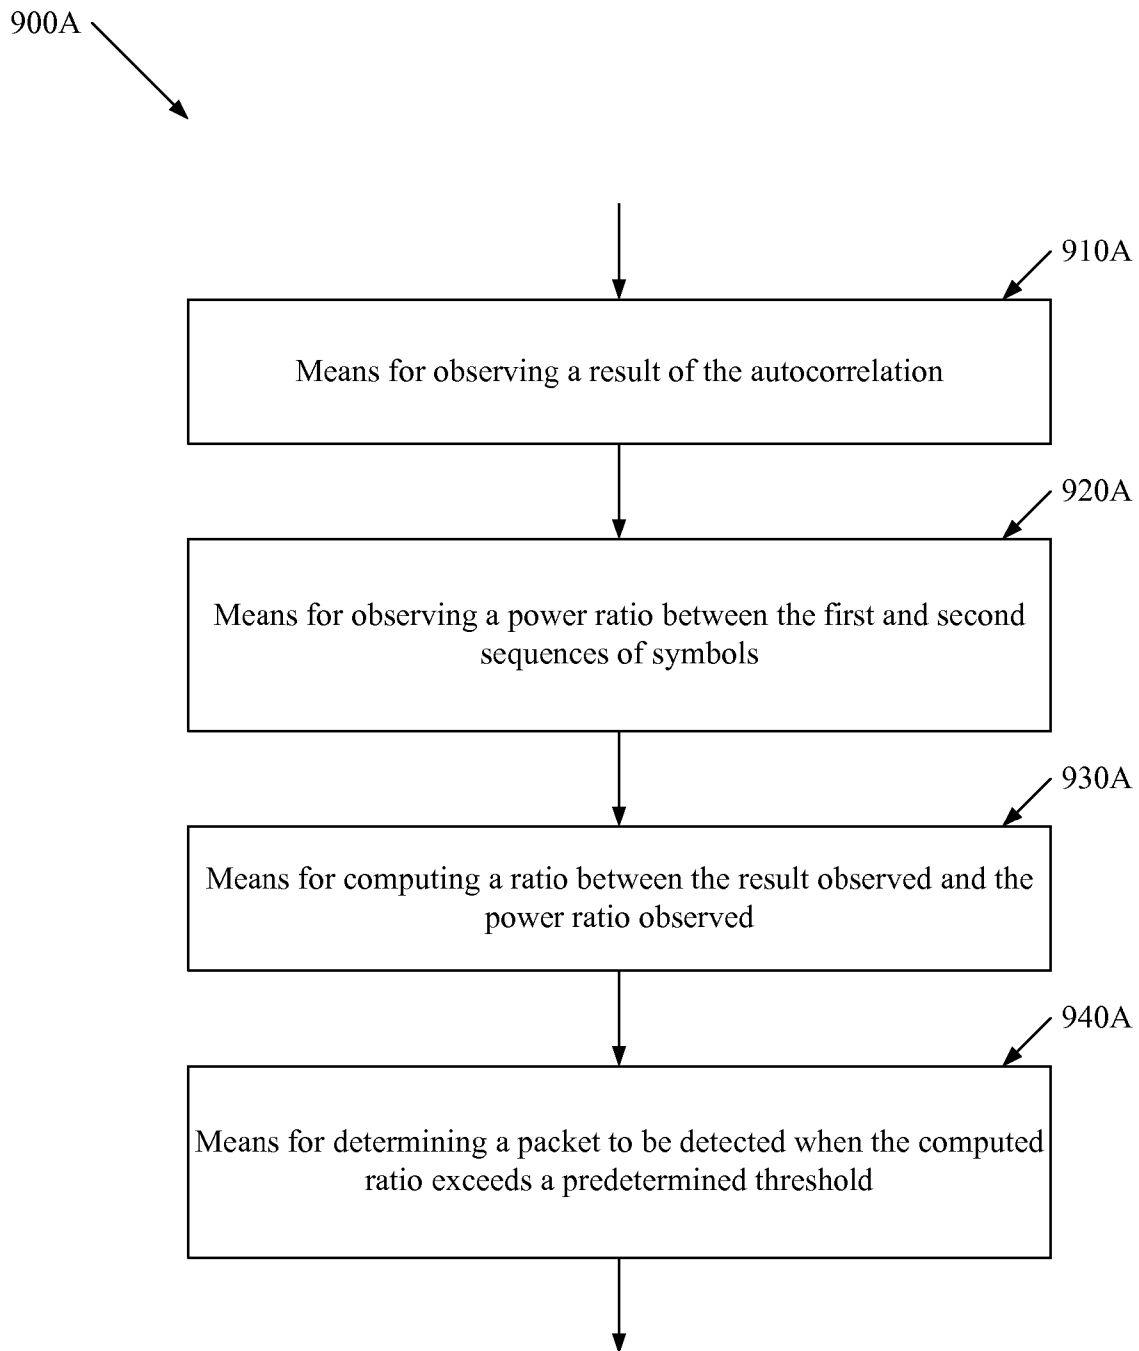 900A
910A
Means for observing a result of the autocorrelation
920A
Means for observing a power ratio between the first and second
sequences of symbols
930A
Means for computing a ratio between the result observed and the
power ratio observed
940A
Means for determining a packet to be detected when the computed
ratio exceeds a predetermined threshold